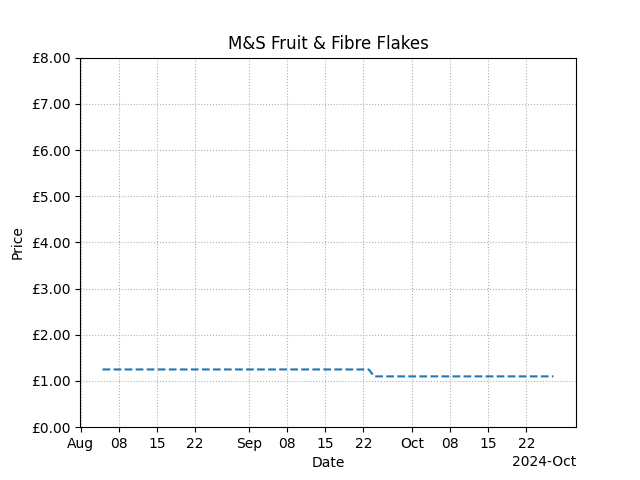 M&S Fruit & Fibre Flakes
£8.00
£7.00
£6.00
£5.00
£4.00
£3.00
£2.00
£1.00
£0.00
Price
Aug 08 15 22 Sep 08 15 22 Oct 08 15 22
Date
2024-Oct